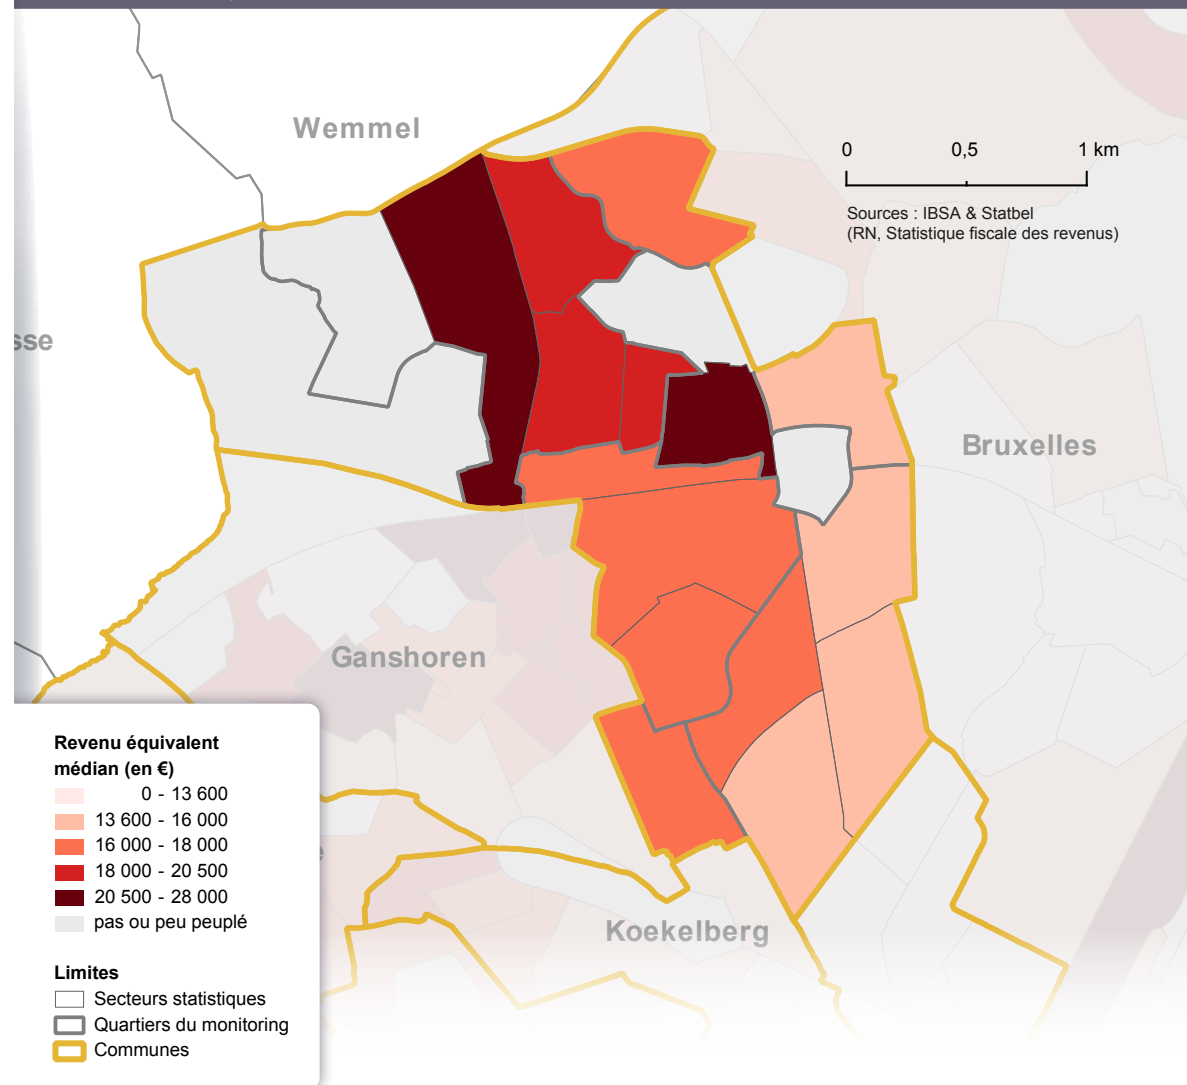 Wemmel
0 0,5 1 km
Sources : IBSA & Statbel
(RN, Statistique fiscale des revenus)
sse
Bruxelles
Ganshoren
Koekelberg
Revenu équivalent
médian (en €)
0 - 13 600
13 600 - 16 000
16 000 - 18 000
18 000 - 20 500
20 500 - 28 000
pas ou peu peuplé
Limites
Secteurs statistiques
Quartiers du monitoring
Communes